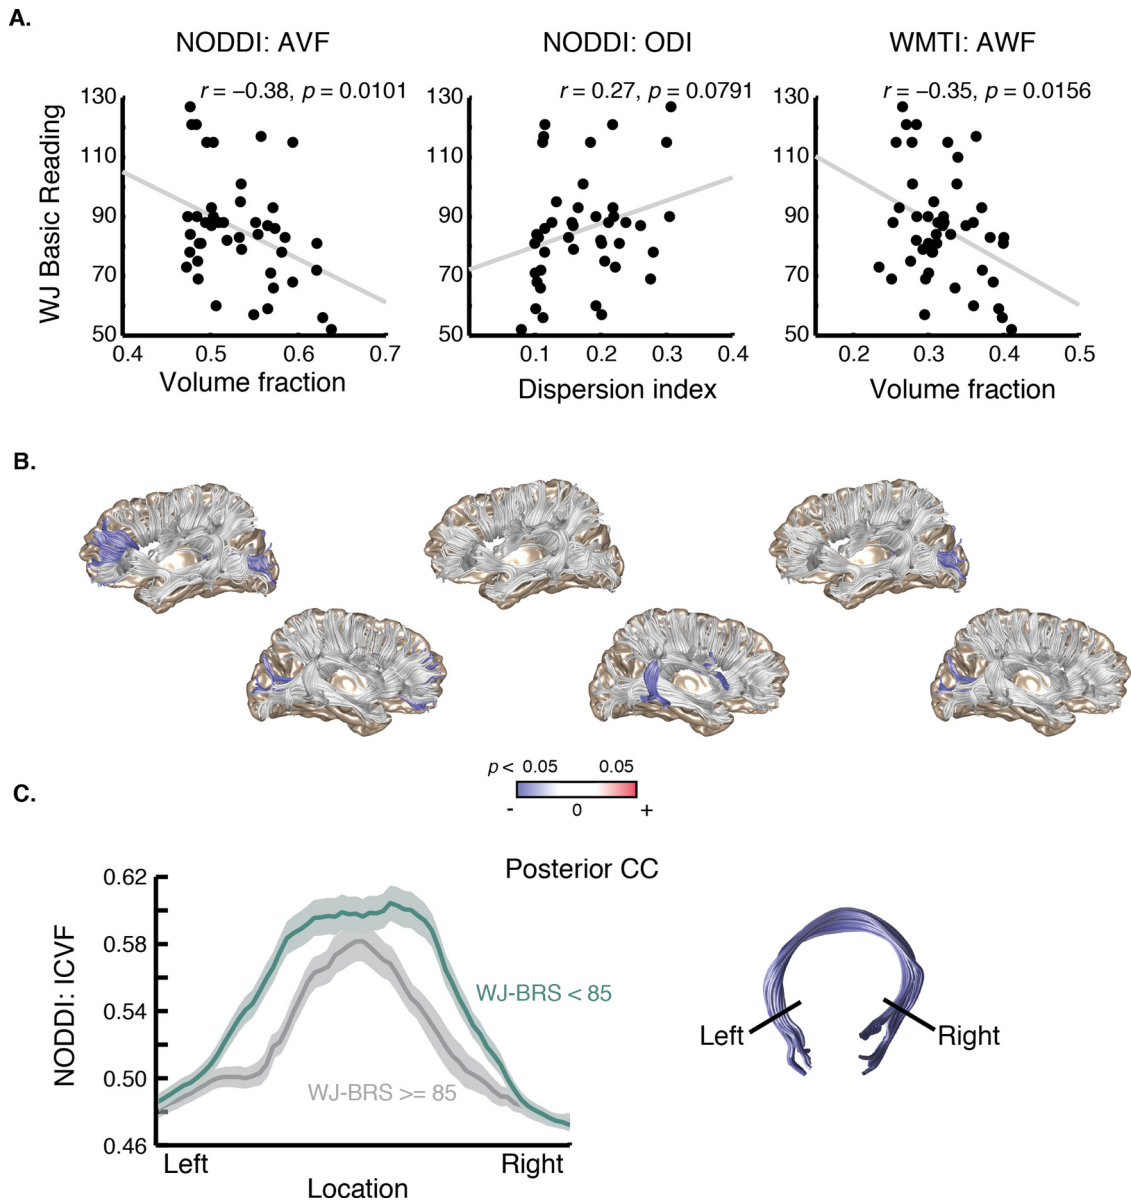 A.
NODDI: AVF
NODDI: ODI
WMTI: AWF
r = −0.38, p = 0.0101
r = 0.27, p = 0.0791
r = −0.35, p = 0.0156
WJ Basic Reading
130
110
90
70
50
0.4
0.5
0.6
0.7
Volume fraction
130
110
90
70
50
0.1
0.2
0.3
0.4
Dispersion index
130
110
90
70
50
0.2
0.3
0.4
0.5
Volume fraction
B.
p < 0.05
0.05
-
0
+
C.
Posterior CC
NODDI: ICVF
0.62
0.58
0.54
0.50
0.46
WJ-BRS < 85
WJ-BRS >= 85
Left
Right
Location
Left
Right